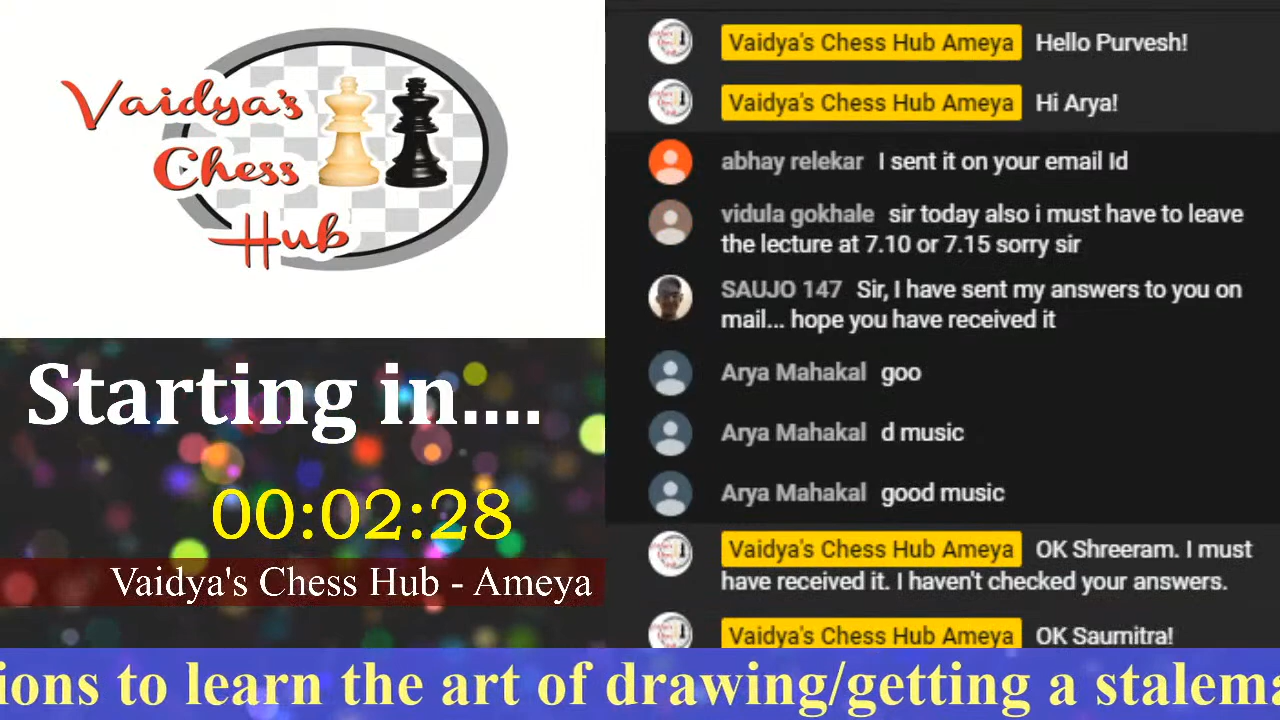 Vaidya's
Chess
Hub
Starting in....
00:02:28
Vaidya's Chess Hub - Ameya
Vaidya's Chess Hub Ameya Hello Purvesh!
Vaidya's Chess Hub Ameya Hi Arya!
abhay relekar I sent it on your email Id
vidula gokhale sir today also i must have to leave
the lecture at 7.10 or 7.15 sorry sir
SAUJO 147 Sir, I have sent my answers to you on
mail... hope you have received it
Arya Mahakal goo
Arya Mahakal d music
Arya Mahakal good music
Vaidya's Chess Hub Ameya OK Shreeram. I must
have received it. I haven't checked your answers.
Vaidya's Chess Hub Ameya OK Saumitra!
ions to learn the art of drawing/getting a stalema